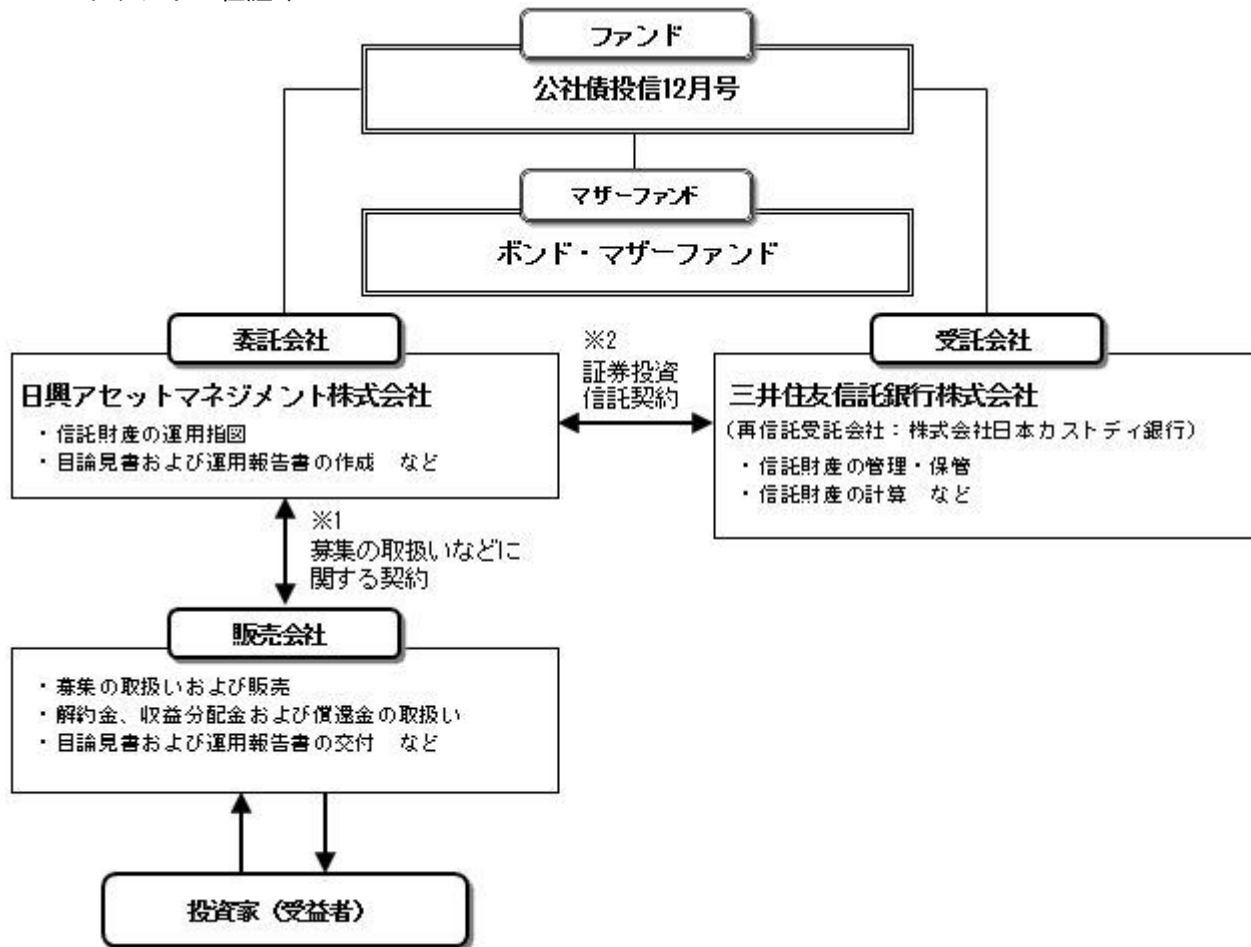 ファンド
公社債投信12月号
マザーファンド
ボンド・マザーファンド
委託会社
日興アセットマネジメント株式会社
・信託財産の運用指図
・目論見書および運用報告書の作成　など
※2
証券投資
信託契約
受託会社
三井住友信託銀行株式会社
（再信託受託会社：株式会社日本カストディ銀行）
・信託財産の管理・保管
・信託財産の計算　など
※1
募集の取扱いなどに
関する契約
販売会社
・募集の取扱いおよび販売
・解約金、収益分配金および償還金の取扱い
・目論見書および運用報告書の交付　など
投資家（受益者）